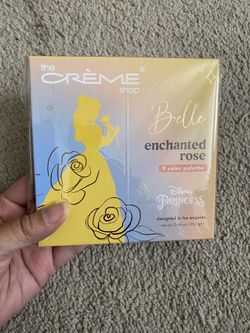 the
CRÈME®
shop
Belle
enchanted
rose
9 color palette
Disney
PRINCESS
designed in los angeles